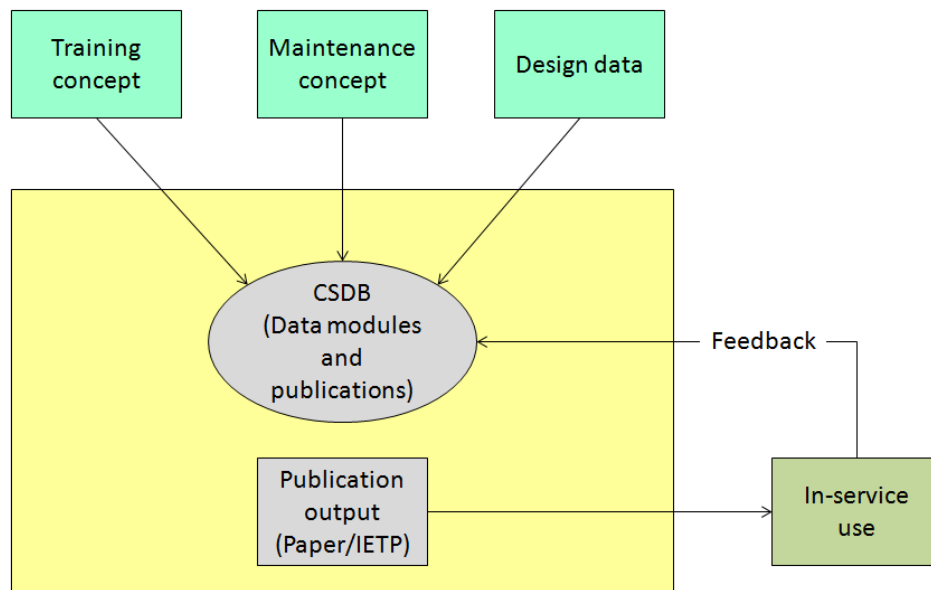 Training
concept
Maintenance
concept
Design data
CSDB
(Data modules
and
publications)
Feedback
Publication
output
(Paper/IETP)
In-service
use